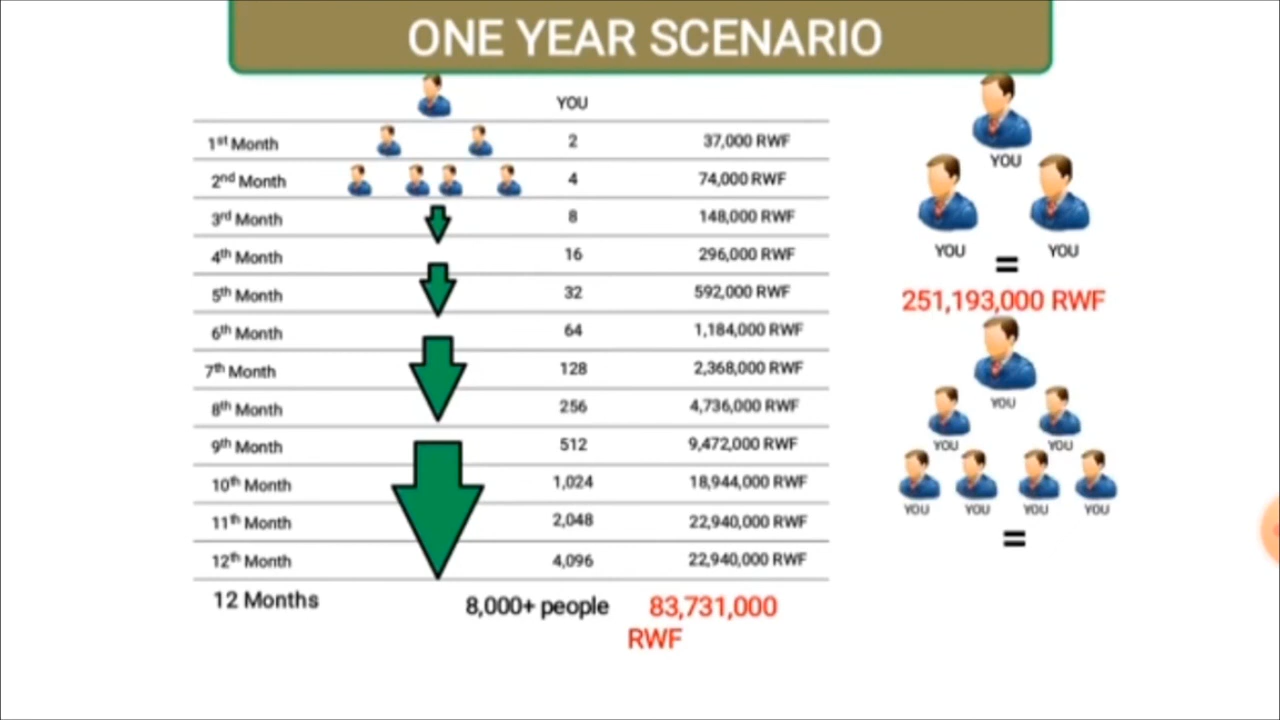 ONE YEAR SCENARIO
YOU
1st Month 2 37,000 RWF
2nd Month 4 74,000 RWF
3rd Month 8 148,000 RWF
4th Month 16 296,000 RWF
5th Month 32 592,000 RWF
6th Month 64 1,184,000 RWF
7th Month 128 2,368,000 RWF
8th Month 256 4,736,000 RWF
9th Month 512 9,472,000 RWF
10th Month 1,024 18,944,000 RWF
11th Month 2,048 22,940,000 RWF
12th Month 4,096 22,940,000 RWF
12 Months 8,000+ people 83,731,000
RWF
YOU
YOU YOU
=
251,193,000 RWF
YOU
YOU YOU
YOU YOU YOU YOU
=